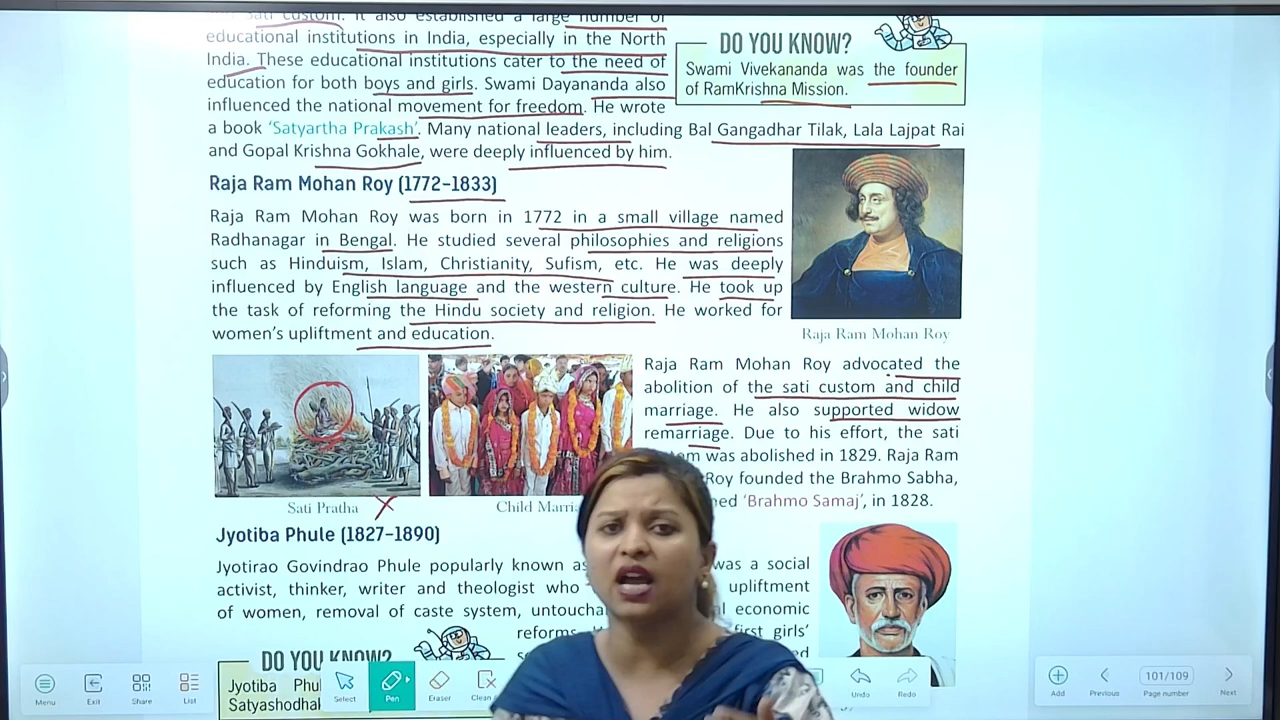 Sati custom. It also established a large number of
educational institutions in India, especially in the North
India. These educational institutions cater to the need of
education for both boys and girls. Swami Dayananda also
influenced the national movement for freedom. He wrote
a book ‘Satyartha Prakash’. Many national leaders, including Bal Gangadhar Tilak, Lala Lajpat Rai
and Gopal Krishna Gokhale, were deeply influenced by him.
DO YOU KNOW?
Swami Vivekananda was the founder
of RamKrishna Mission.
Raja Ram Mohan Roy (1772–1833)
Raja Ram Mohan Roy was born in 1772 in a small village named
Radhanagar in Bengal. He studied several philosophies and religions
such as Hinduism, Islam, Christianity, Sufism, etc. He was deeply
influenced by English language and the western culture. He took up
the task of reforming the Hindu society and religion. He worked for
women’s upliftment and education.
Raja Ram Mohan Roy
Raja Ram Mohan Roy advocated the
abolition of the sati custom and child
marriage. He also supported widow
remarriage. Due to his effort, the sati
was abolished in 1829. Raja Ram
Roy founded the Brahmo Sabha,
‘Brahmo Samaj’, in 1828.
Sati Pratha
Child
Jyotiba Phule (1827–1890)
Jyotirao Govindrao Phule popularly known as was a social
activist, thinker, writer and theologist who upliftment
of women, removal of caste system, economic
reforms. first girls’
DO YOU KNOW?
Jyotiba
Menu
Exit
Share
List
Select
Pen
Eraser
Clean
Undo
Redo
Add
Previous
101/109
Page number
Next